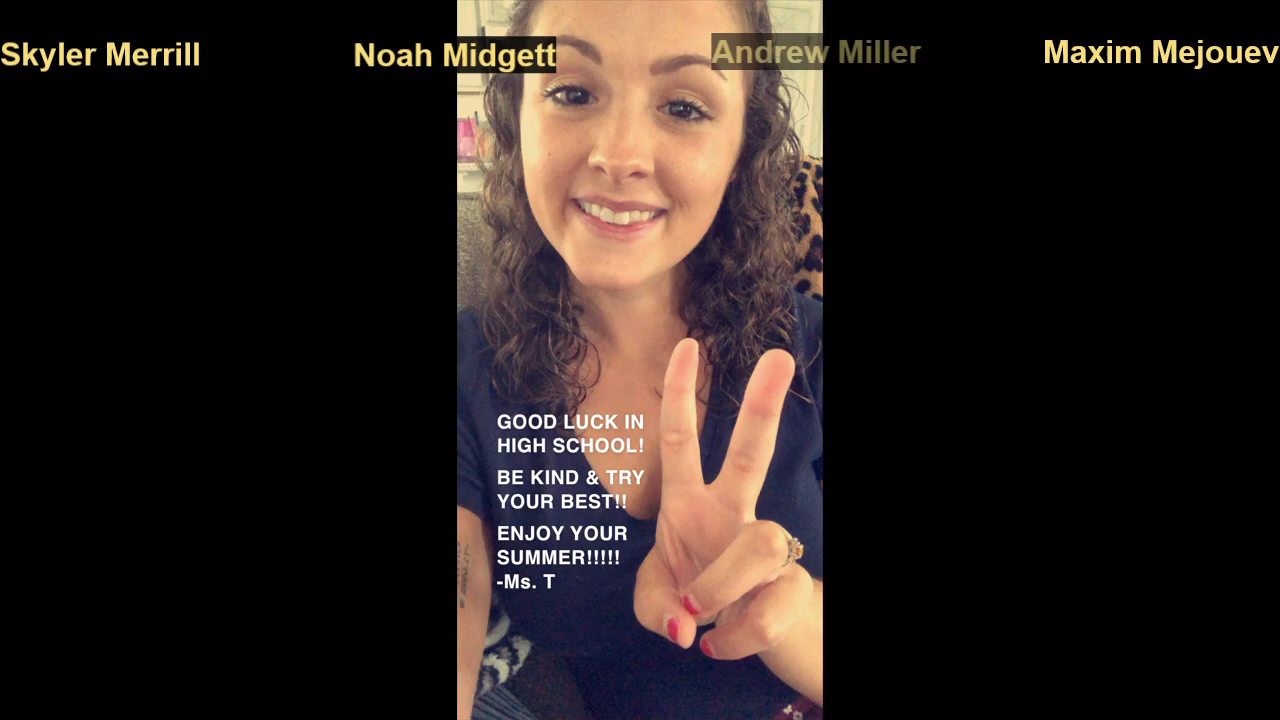 Skyler Merrill
Noah Midgett
Andrew Miller
Maxim Mejouev
GOOD LUCK IN
HIGH SCHOOL!
BE KIND & TRY
YOUR BEST!!
ENJOY YOUR
SUMMER!!!!!
-Ms. T